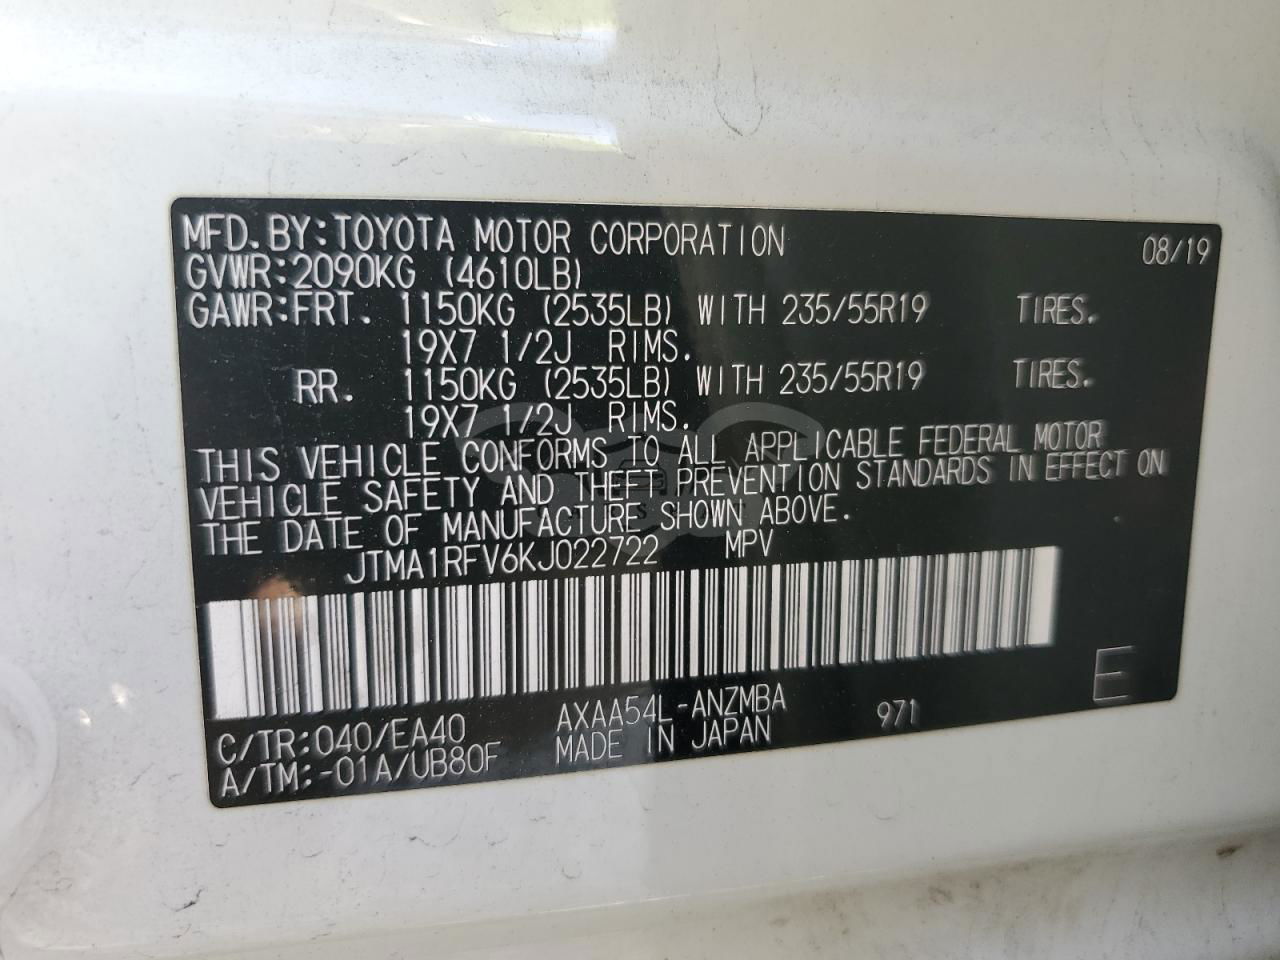 MFD. BY:TOYOTA MOTOR CORPORATION 08/19
GVWR:2090KG (4610LB)
GAWR:FRT. 1150KG (2535LB) WITH 235/55R19 TIRES.
19X7 1/2J RIMS.
RR. 1150KG (2535LB) WITH 235/55R19 TIRES.
19X7 1/2J RIMS.
THIS VEHICLE CONFORMS TO ALL APPLICABLE FEDERAL MOTOR
VEHICLE SAFETY AND THEFT PREVENTION STANDARDS IN EFFECT ON
THE DATE OF MANUFACTURE SHOWN ABOVE.
JTMA1RFV6KJ022722 MPV
E
C/TR:040/EA40 AXAA54L-ANZMBA 971
A/TM:-01A/UB80F MADE IN JAPAN